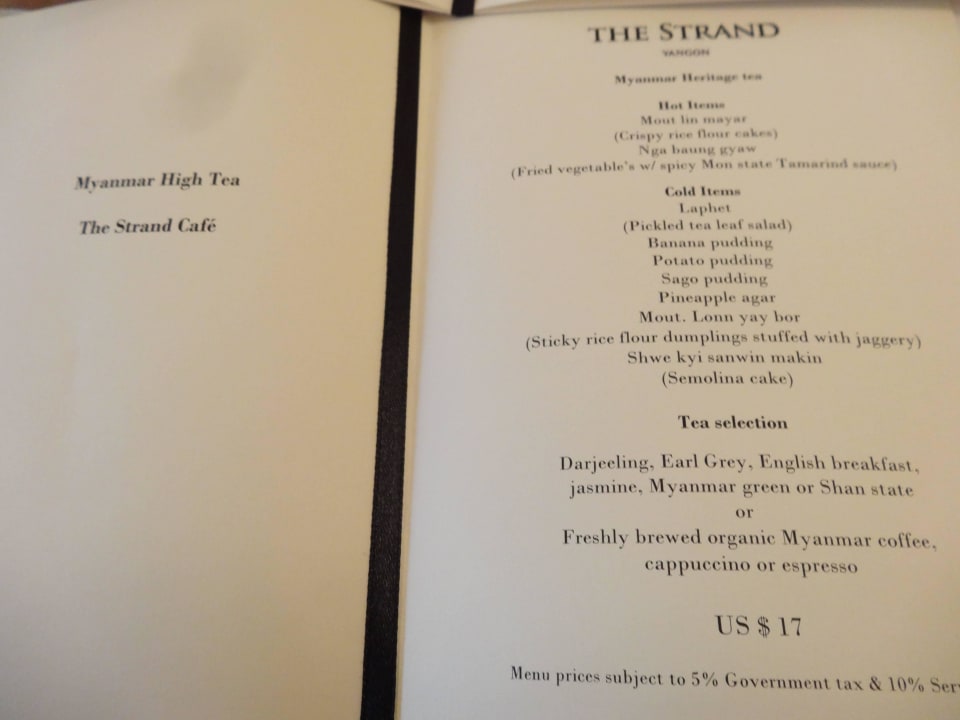 Myanmar High Tea
The Strand Café
THE STRAND
YANGON
Myanmar Heritage tea
Hot Items
Mout lin mayar
(Crispy rice flour cakes)
Nga baung gyaw
(Fried vegetable's w/ spicy Mon state Tamarind sauce)
Cold Items
Laphet
(Pickled tea leaf salad)
Banana pudding
Potato pudding
Sago pudding
Pineapple agar
Mout. Lonn yay bor
(Sticky rice flour dumplings stuffed with jaggery)
Shwe kyi sanwin makin
(Semolina cake)
Tea selection
Darjeeling, Earl Grey, English breakfast,
jasmine, Myanmar green or Shan state
or
Freshly brewed organic Myanmar coffee,
cappuccino or espresso
US $ 17
Menu prices subject to 5% Government tax & 10%